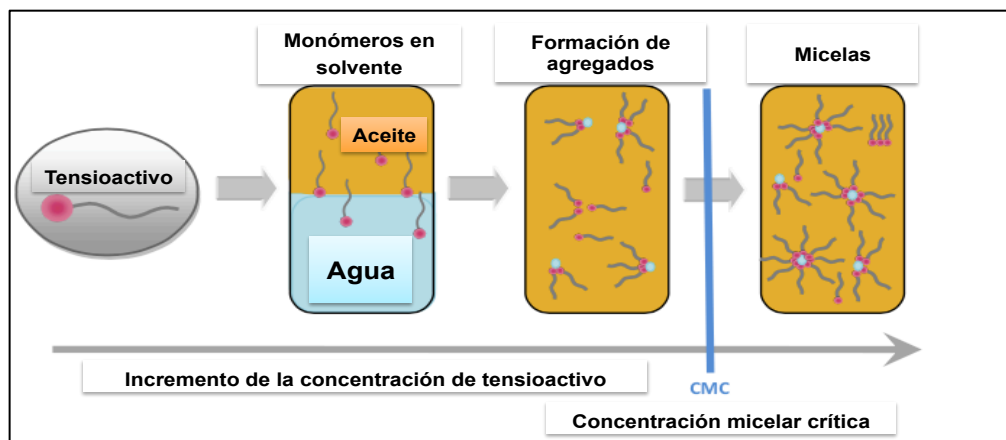 Monómeros en
solvente
Formación de
agregados
Micelas
Aceite
Tensioactivo
Agua
Incremento de la concentración de tensioactivo
CMC
Concentración micelar crítica